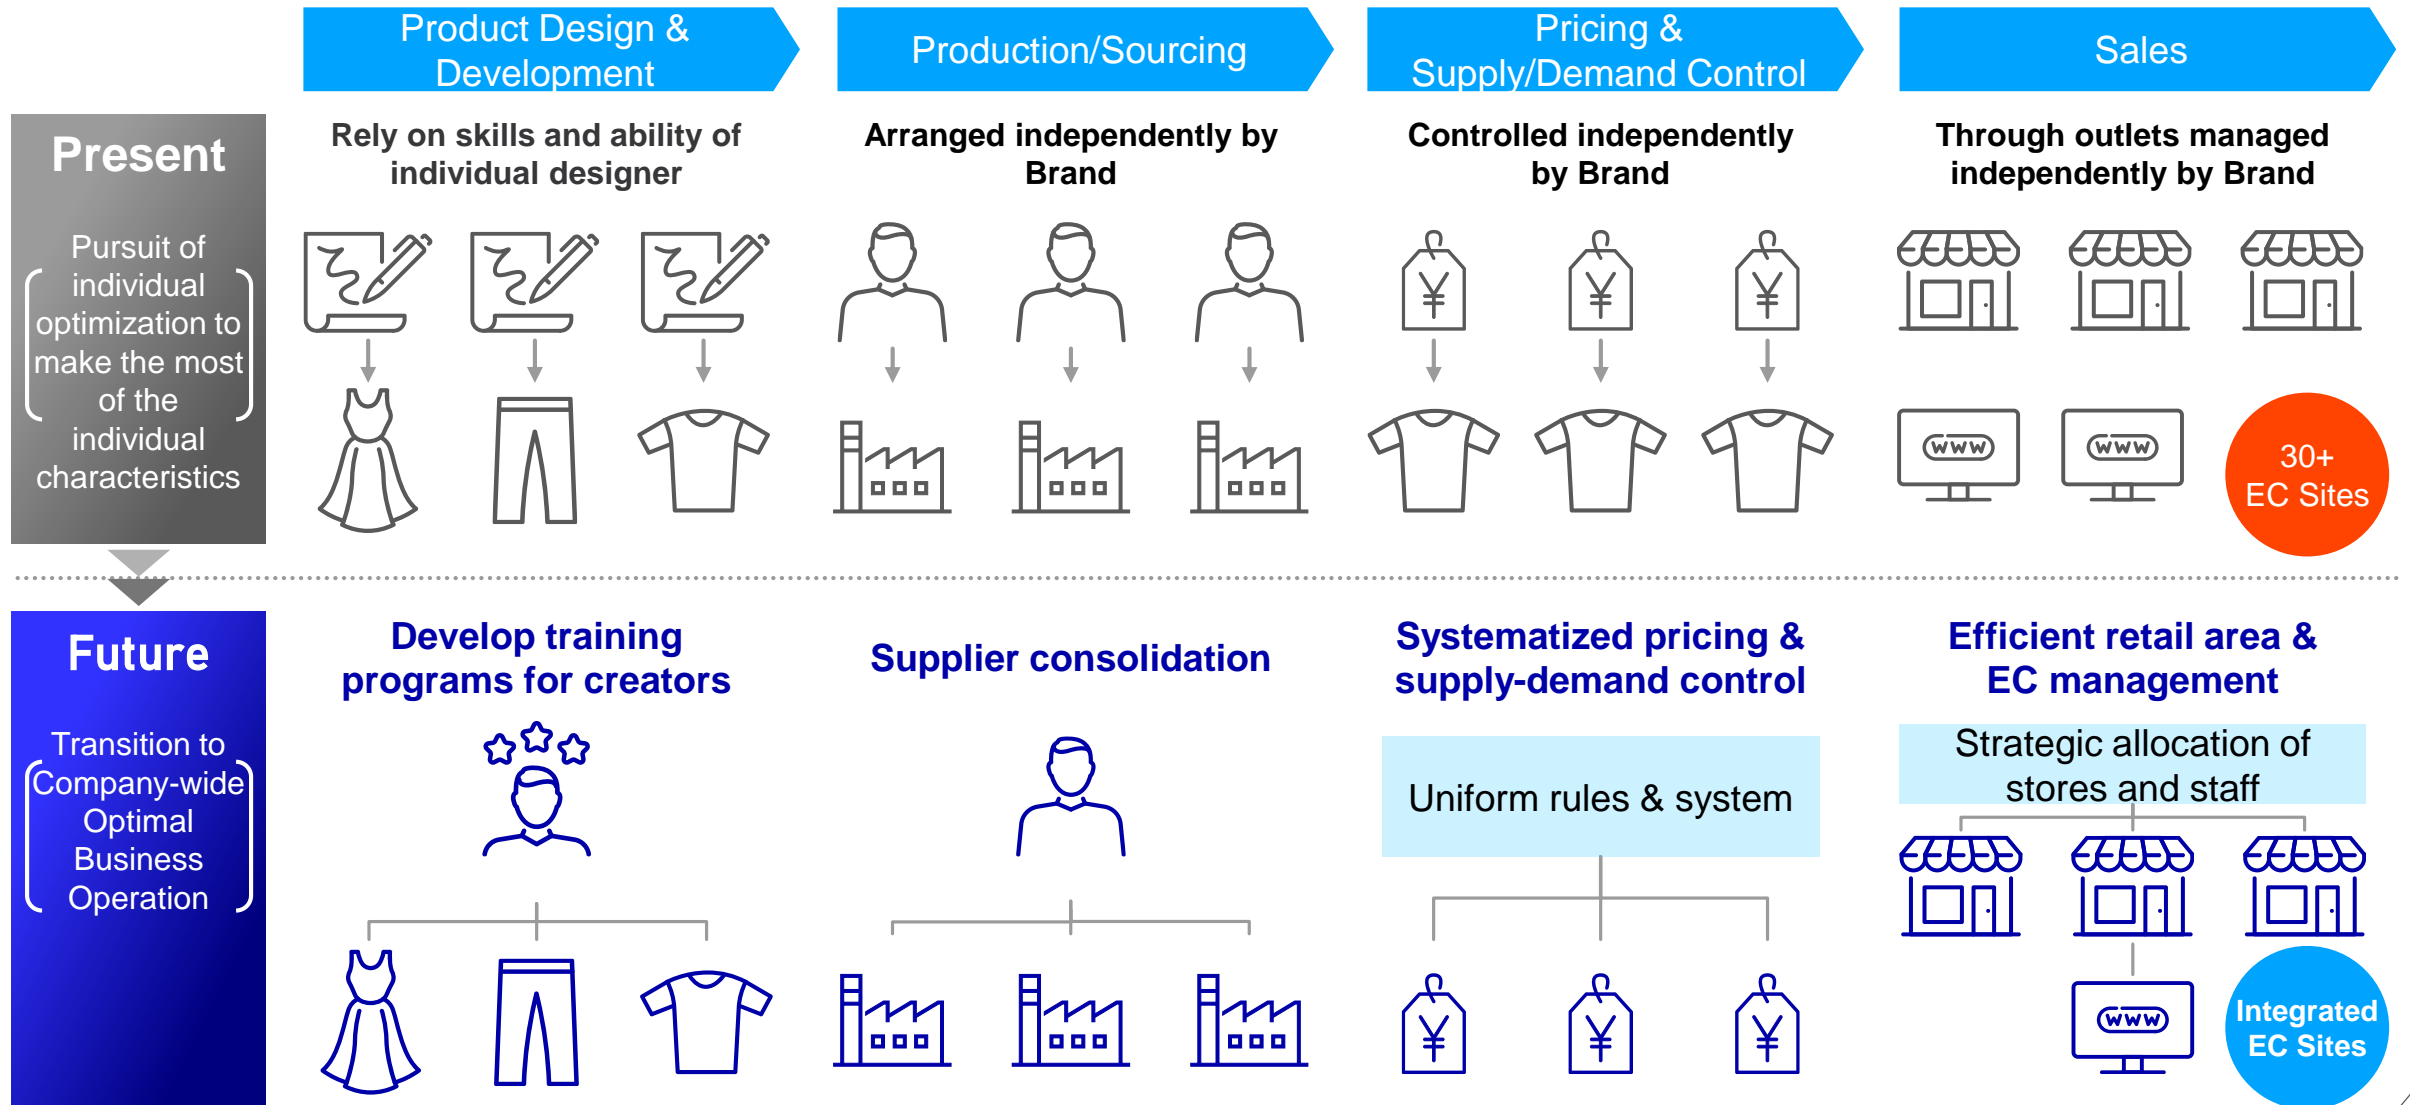 Product Design &
Development
Production/Sourcing
Pricing &
Supply/Demand Control
Sales
Present
Pursuit of
individual
optimization to
make the most
of the
individual
characteristics
Rely on skills and ability of
individual designer
Arranged independently by
Brand
Controlled independently
by Brand
Through outlets managed
independently by Brand
¥
¥
¥
www
www
30+
EC Sites
Future
Transition to
Company-wide
Optimal
Business
Operation
Develop training
programs for creators
Supplier consolidation
Systematized pricing &
supply-demand control
Uniform rules & system
¥
¥
¥
Efficient retail area &
EC management
Strategic allocation of
stores and staff
www
Integrated
EC Sites